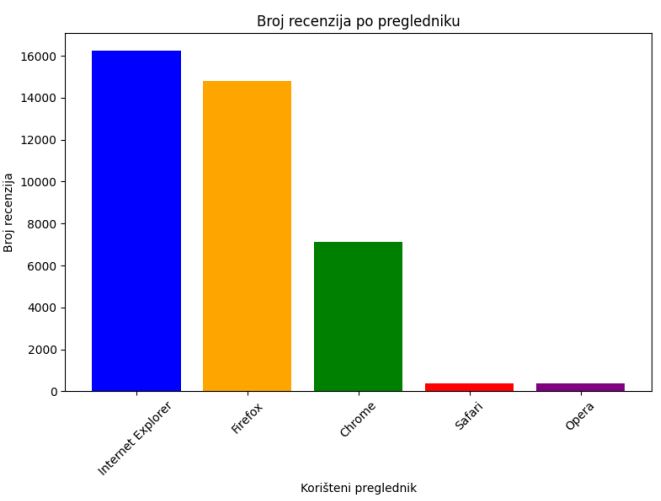 Broj recenzija po pregledniku
Broj recenzija
16000
14000
12000
10000
8000
6000
4000
2000
0
Internet Explorer
Firefox
Chrome
Safari
Opera
Korišteni preglednik